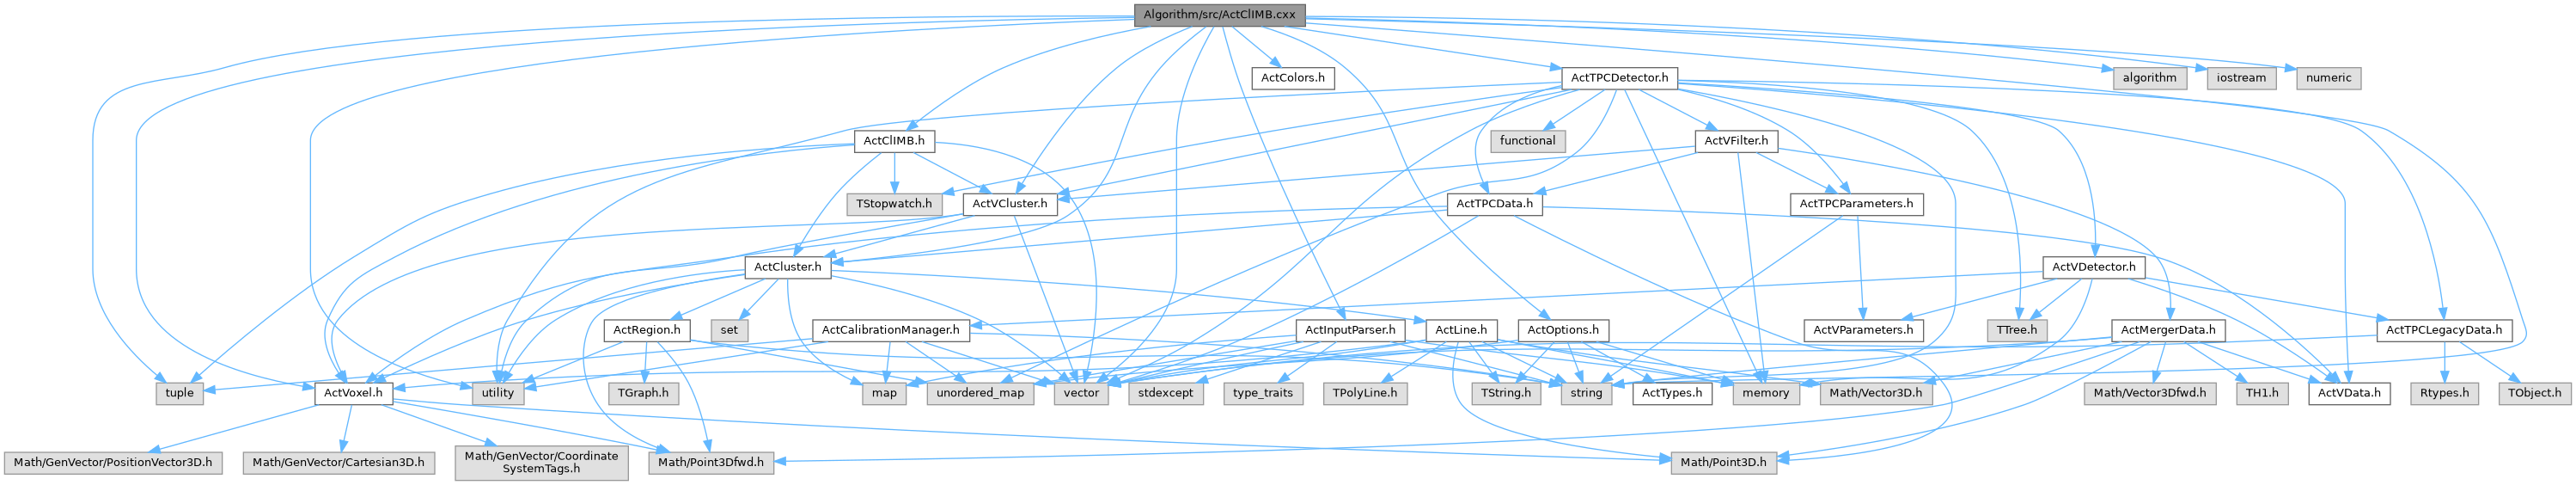 Algorithm/src/ActClIMB.cxx
ActColors.h
ActTPCDetector.h
algorithm
iostream
numeric
ActClIMB.h
functional
ActVFilter.h
TStopwatch.h
ActVCluster.h
ActTPCData.h
ActTPCParameters.h
ActCluster.h
ActVDetector.h
ActRegion.h
set
ActCalibrationManager.h
ActInputParser.h
ActLine.h
ActOptions.h
ActVParameters.h
TTree.h
ActMergerData.h
ActTPCLegacyData.h
tuple
ActVoxel.h
utility
TGraph.h
map
unordered_map
vector
stdexcept
type_traits
TPolyLine.h
TString.h
string
ActTypes.h
memory
Math/Vector3D.h
Math/Vector3Dfwd.h
TH1.h
ActVData.h
Rtypes.h
TObject.h
Math/GenVector/PositionVector3D.h
Math/GenVector/Cartesian3D.h
Math/GenVector/Coordinate
SystemTags.h
Math/Point3Dfwd.h
Math/Point3D.h